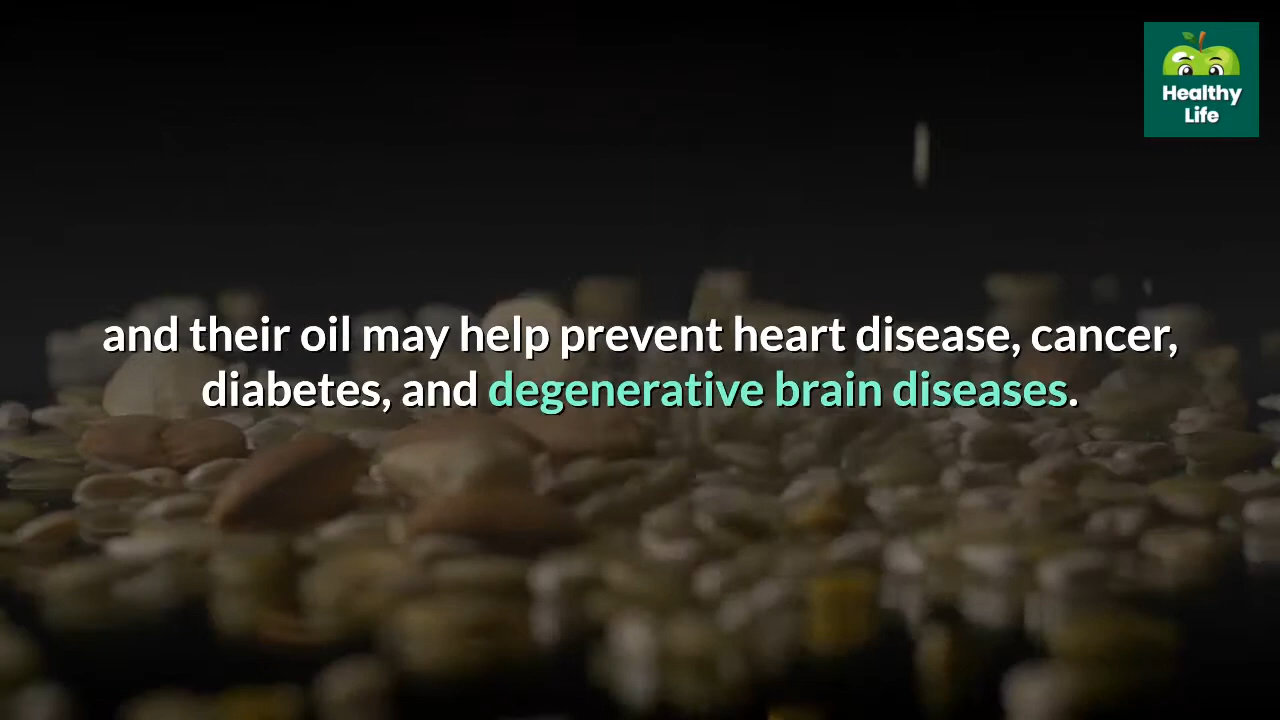 Healthy
Life
and their oil may help prevent heart disease, cancer,
diabetes, and degenerative brain diseases.